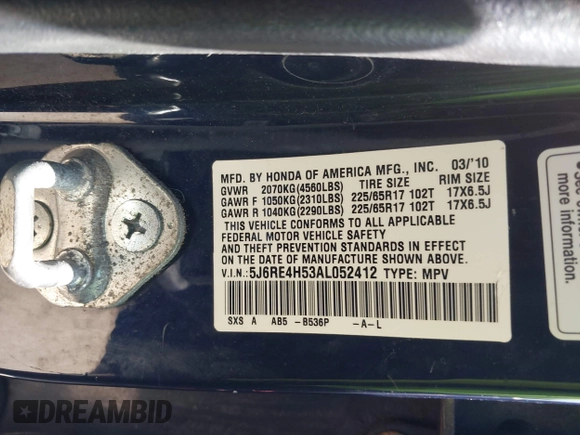 MFD. BY HONDA OF AMERICA MFG., INC. 03/'10
GVWR 2070KG(4560LBS) TIRE SIZE RIM SIZE
GAWR F 1050KG(2310LBS) 225/65R17 102T 17X6.5J
GAWR R 1040KG(2290LBS) 225/65R17 102T 17X6.5J
THIS VEHICLE CONFORMS TO ALL APPLICABLE
FEDERAL MOTOR VEHICLE SAFETY
AND THEFT PREVENTION STANDARDS IN EFFECT
ON THE DATE OF MANUFACTURE SHOWN ABOVE.
V.I.N: 5J6RE4H53AL052412 TYPE: MPV
SXS A AB5 -B536P -A-L
DREAMBID